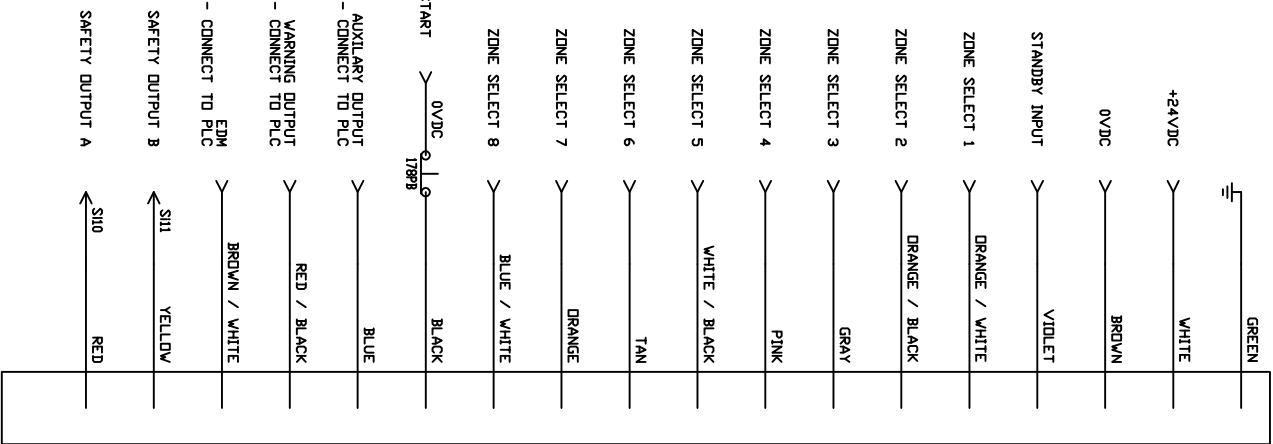 GREEN
+24VDC WHITE
0VDC BROWN
STANDBY INPUT VIOLET
ZONE SELECT 1 ORANGE / WHITE
ZONE SELECT 2 ORANGE / BLACK
ZONE SELECT 3 GRAY
ZONE SELECT 4 PINK
ZONE SELECT 5 WHITE / BLACK
ZONE SELECT 6 TAN
ZONE SELECT 7 ORANGE
ZONE SELECT 8 BLUE / WHITE
START 0VDC BLACK
178PB
AUXILARY OUTPUT
- CONNECT TO PLC BLUE
WARNING OUTPUT
- CONNECT TO PLC RED / BLACK
EDM
- CONNECT TO PLC BROWN / WHITE
SAFETY OUTPUT B SI11 YELLOW
SAFETY OUTPUT A SI10 RED